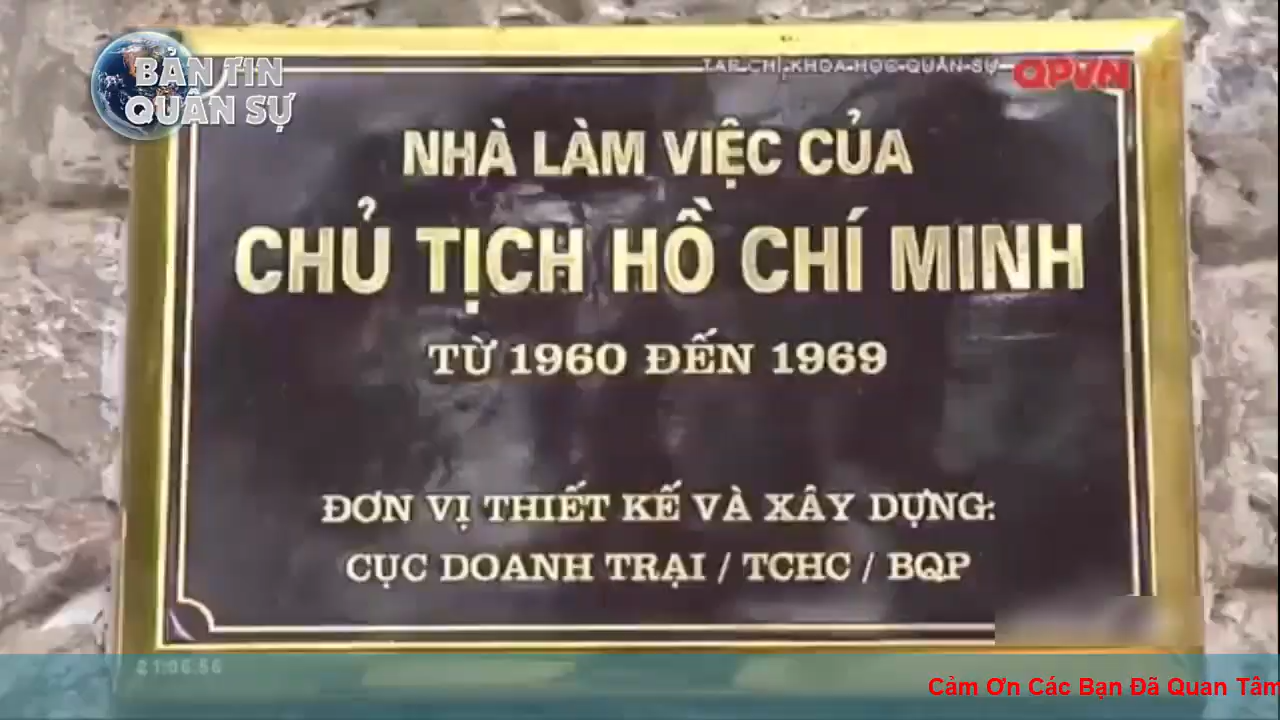 BẢN TIN
QUÂN SỰ
TẠP CHÍ KHOA HỌC QUÂN SỰ
QPVN
NHÀ LÀM VIỆC CỦA
CHỦ TỊCH HỒ CHÍ MINH
TỪ 1960 ĐẾN 1969
ĐƠN VỊ THIẾT KẾ VÀ XÂY DỰNG:
CỤC DOANH TRẠI / TCHC / BQP
21:06:56
Cảm Ơn Các Bạn Đã Quan Tâm